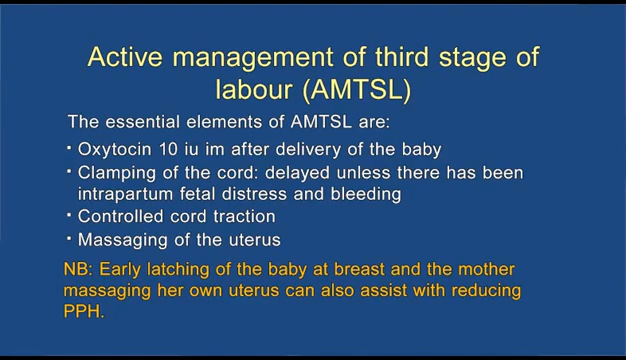 Active management of third stage of
labour (AMTSL)
The essential elements of AMTSL are:
· Oxytocin 10 iu im after delivery of the baby
· Clamping of the cord: delayed unless there has been
intrapartum fetal distress and bleeding
· Controlled cord traction
· Massaging of the uterus
NB: Early latching of the baby at breast and the mother
massaging her own uterus can also assist with reducing
PPH.